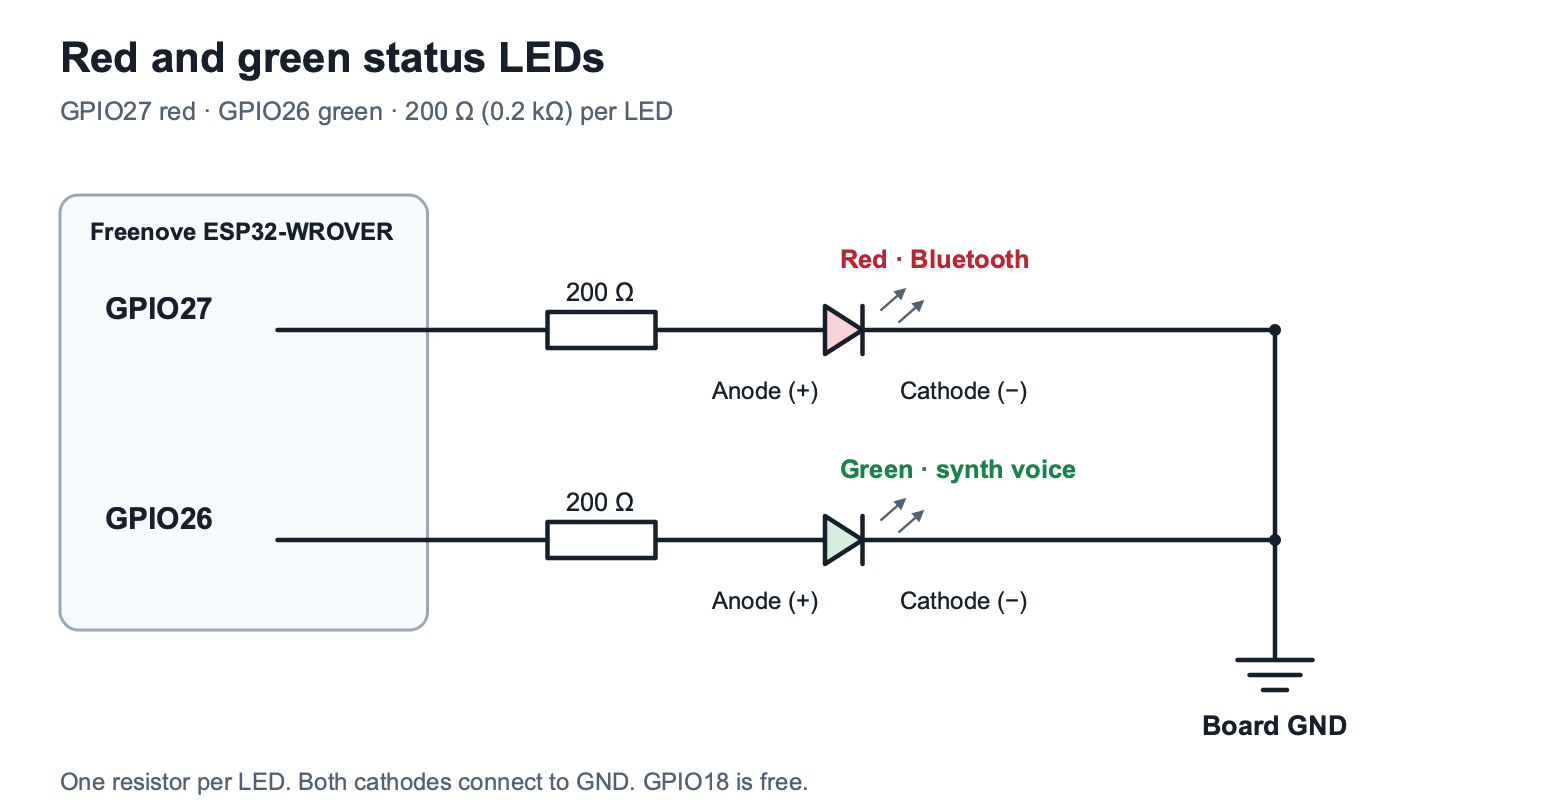 Red and green status LEDs
GPIO27 red · GPIO26 green · 200 Ω (0.2 kΩ) per LED
Freenove ESP32-WROVER
Red · Bluetooth
GPIO27
200 Ω
Anode (+)
Cathode (−)
Green · synth voice
GPIO26
200 Ω
Anode (+)
Cathode (−)
Board GND
One resistor per LED. Both cathodes connect to GND. GPIO18 is free.